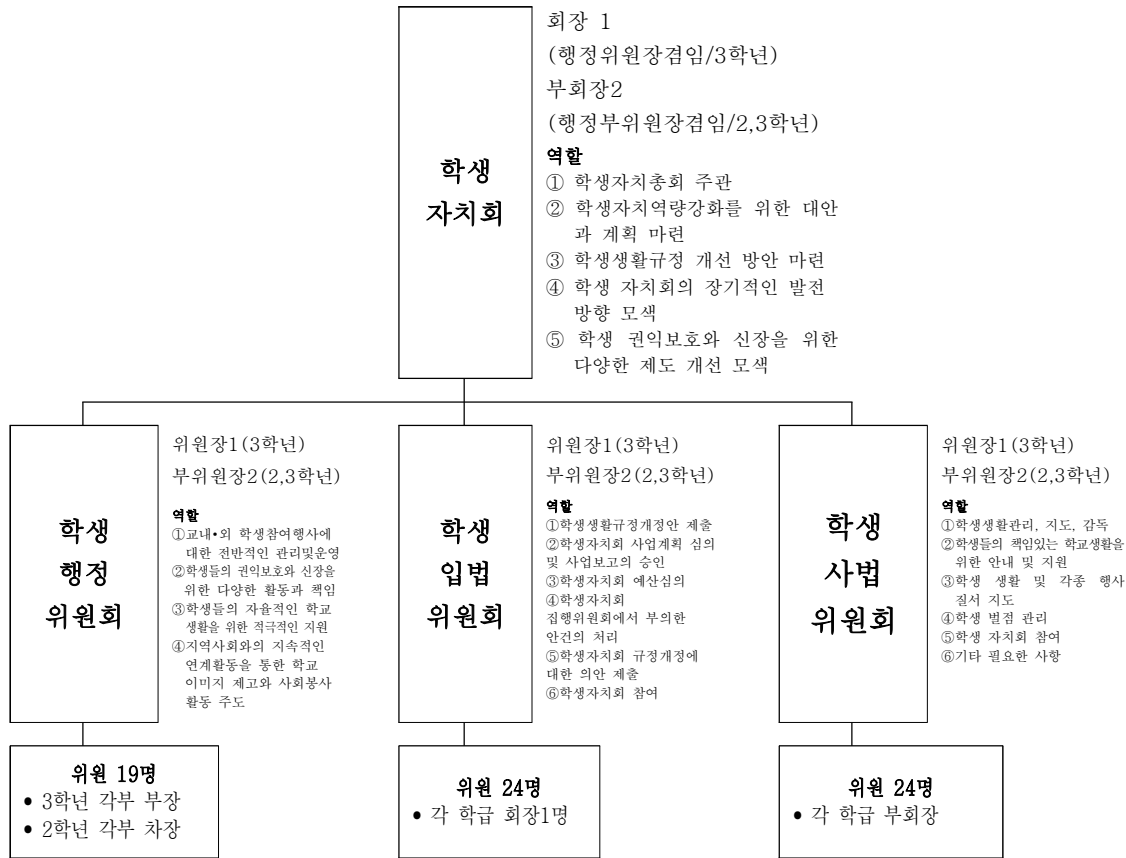 회장 1
(행정위원장겸임/3학년)
부회장2
(행정부위원장겸임/2,3학년)
학생
자치회
역할
① 학생자치총회 주관
② 학생자치역량강화를 위한 대안
과 계획 마련
③ 학생생활규정 개선 방안 마련
④ 학생 자치회의 장기적인 발전
방향 모색
⑤ 학생 권익보호와 신장을 위한
다양한 제도 개선 모색
학생
행정
위원회
위원장1(3학년)
부위원장2(2,3학년)
역할
①교내•외 학생참여행사에
대한 전반적인 관리및운영
②학생들의 권익보호와 신장을
위한 다양한 활동과 책임
③학생들의 자율적인 학교
생활을 위한 적극적인 지원
④지역사회와의 지속적인
연계활동을 통한 학교
이미지 제고와 사회봉사
활동 주도
학생
입법
위원회
위원장1(3학년)
부위원장2(2,3학년)
역할
①학생생활규정개정안 제출
②학생자치회 사업계획 심의
및 사업보고의 승인
③학생자치회 예산심의
④학생자치회
집행위원회에서 부의한
안건의 처리
⑤학생자치회 규정개정에
대한 의안 제출
⑥학생자치회 참여
학생
사법
위원회
위원장1(3학년)
부위원장2(2,3학년)
역할
①학생생활관리, 지도, 감독
②학생들의 책임있는 학교생활을
위한 안내 및 지원
③학생 생활 및 각종 행사
질서 지도
④학생 벌점 관리
⑤학생 자치회 참여
⑥기타 필요한 사항
위원 19명
• 3학년 각부 부장
• 2학년 각부 차장
위원 24명
• 각 학급 회장1명
위원 24명
• 각 학급 부회장